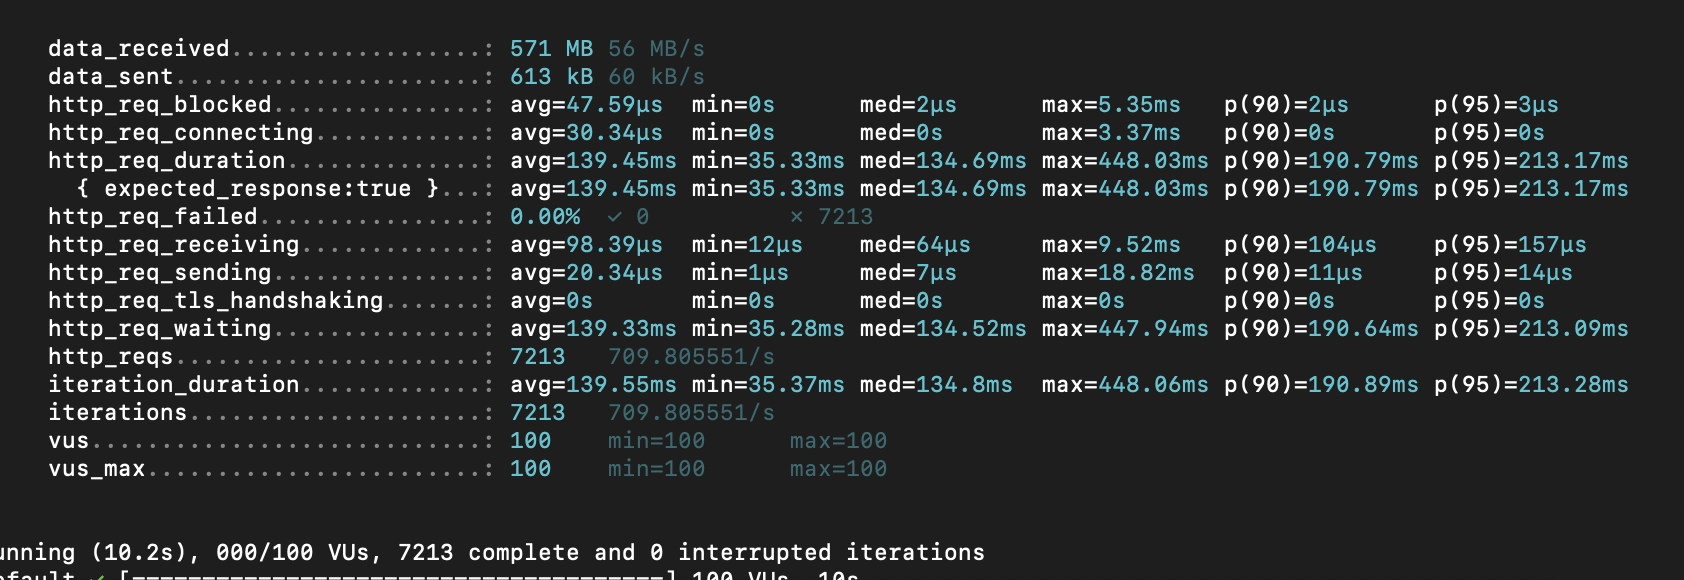 data_received..................: 571 MB 56 MB/s
data_sent......................: 613 kB 60 kB/s
http_req_blocked...............: avg=47.59µs min=0s med=2µs max=5.35ms p(90)=2µs p(95)=3µs
http_req_connecting............: avg=30.34µs min=0s med=0s max=3.37ms p(90)=0s p(95)=0s
http_req_duration..............: avg=139.45ms min=35.33ms med=134.69ms max=448.03ms p(90)=190.79ms p(95)=213.17ms
{ expected_response:true }...: avg=139.45ms min=35.33ms med=134.69ms max=448.03ms p(90)=190.79ms p(95)=213.17ms
http_req_failed................: 0.00% ✓ 0 ✗ 7213
http_req_receiving.............: avg=98.39µs min=12µs med=64µs max=9.52ms p(90)=104µs p(95)=157µs
http_req_sending...............: avg=20.34µs min=1µs med=7µs max=18.82ms p(90)=11µs p(95)=14µs
http_req_tls_handshaking.......: avg=0s min=0s med=0s max=0s p(90)=0s p(95)=0s
http_req_waiting...............: avg=139.33ms min=35.28ms med=134.52ms max=447.94ms p(90)=190.64ms p(95)=213.09ms
http_reqs......................: 7213 709.805551/s
iteration_duration.............: avg=139.55ms min=35.37ms med=134.8ms max=448.06ms p(90)=190.89ms p(95)=213.28ms
iterations.....................: 7213 709.805551/s
vus............................: 100 min=100 max=100
vus_max........................: 100 min=100 max=100
unning (10.2s), 000/100 VUs, 7213 complete and 0 interrupted iterations
efault ✓ [======================================] 100 VUs 10s